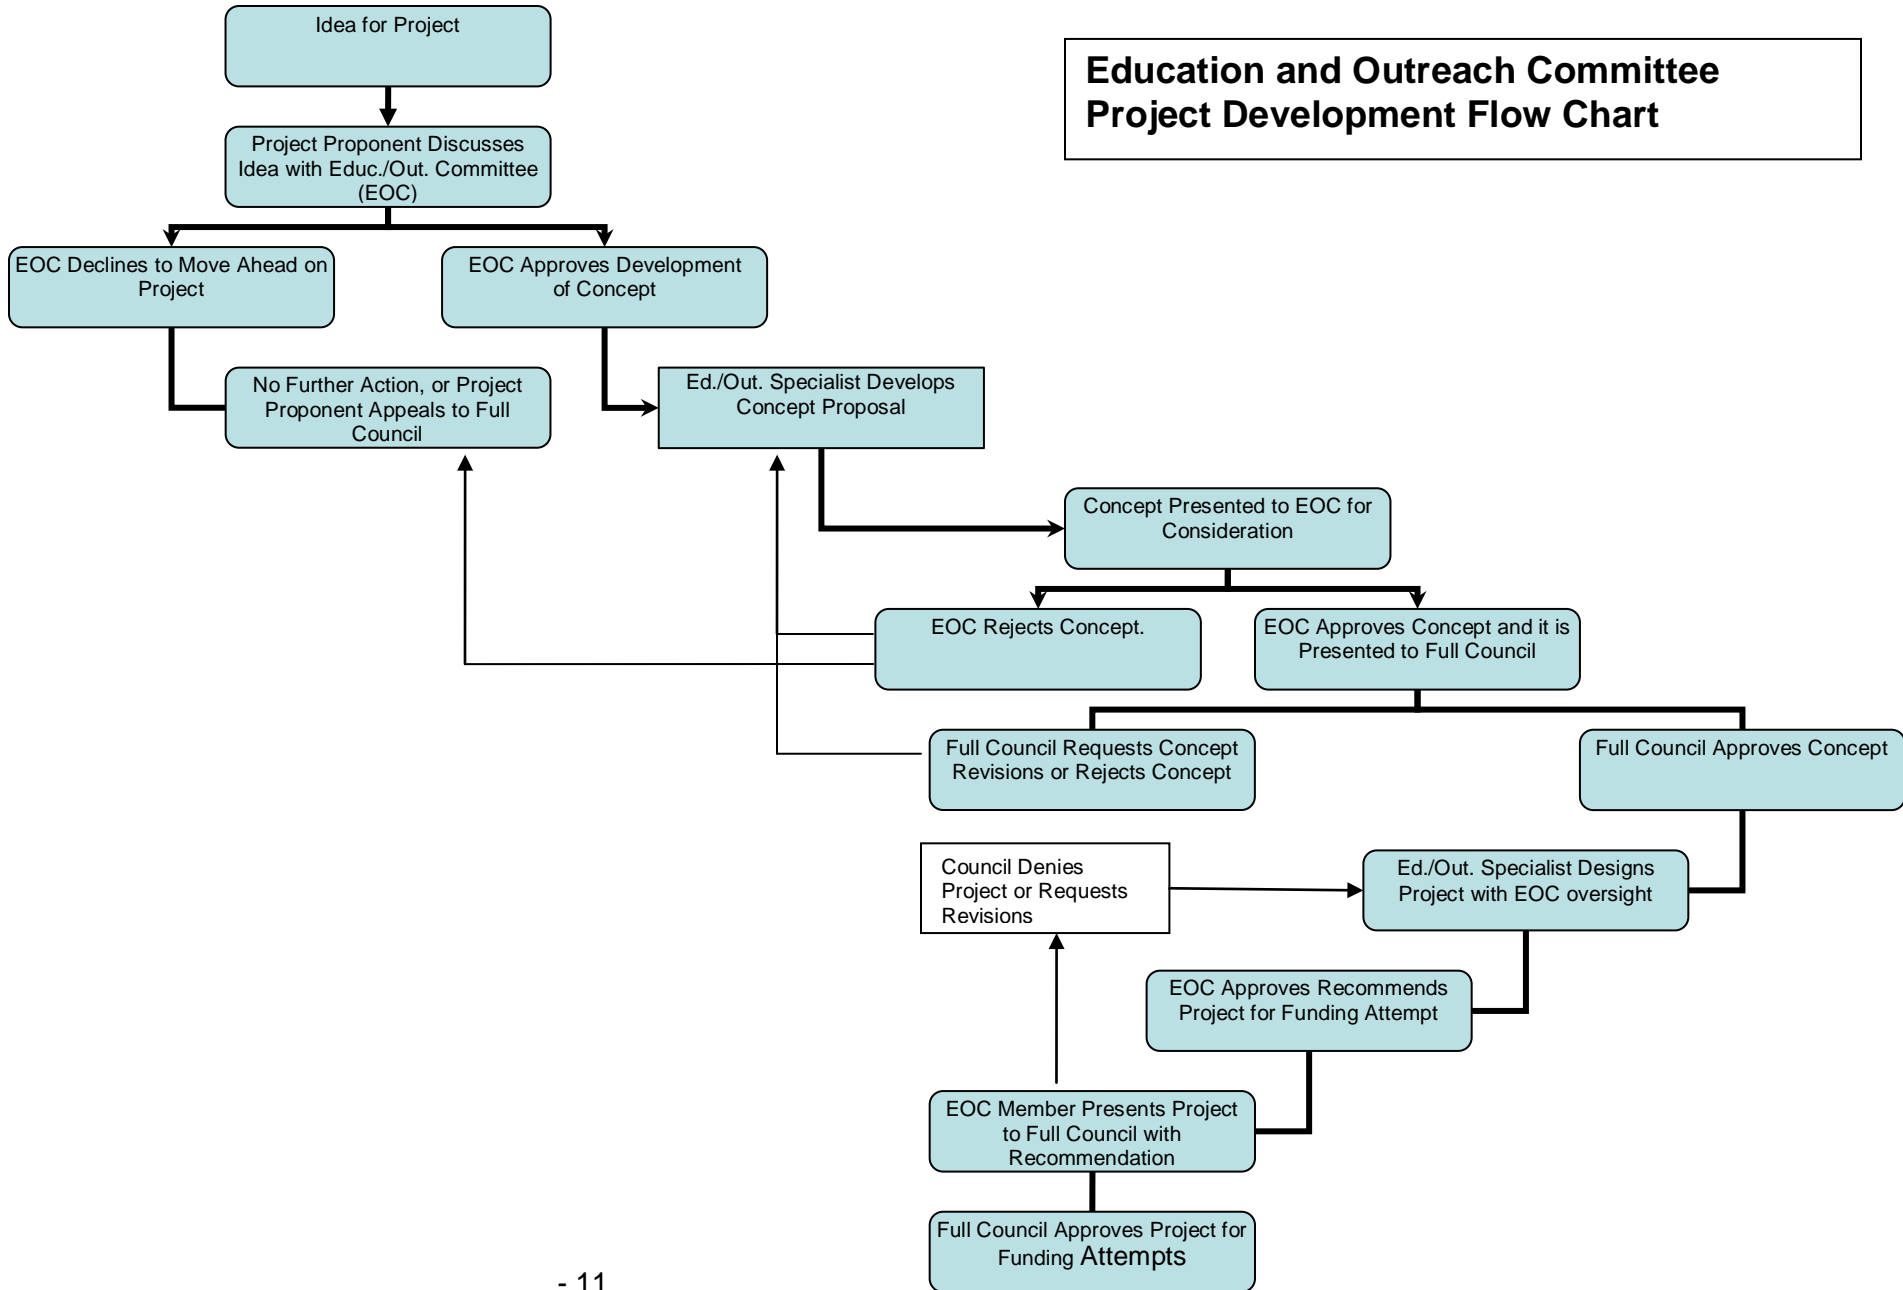 Idea for Project
Education and Outreach Committee
Project Development Flow Chart
Project Proponent Discusses
Idea with Educ./Out. Committee
(EOC)
EOC Declines to Move Ahead on
Project
EOC Approves Development
of Concept
No Further Action, or Project
Proponent Appeals to Full
Council
Ed./Out. Specialist Develops
Concept Proposal
Concept Presented to EOC for
Consideration
EOC Rejects Concept.
EOC Approves Concept and it is
Presented to Full Council
Full Council Requests Concept
Revisions or Rejects Concept
Full Council Approves Concept
Council Denies
Project or Requests
Revisions
Ed./Out. Specialist Designs
Project with EOC oversight
EOC Approves Recommends
Project for Funding Attempt
EOC Member Presents Project
to Full Council with
Recommendation
Full Council Approves Project for
Funding Attempts
- 11